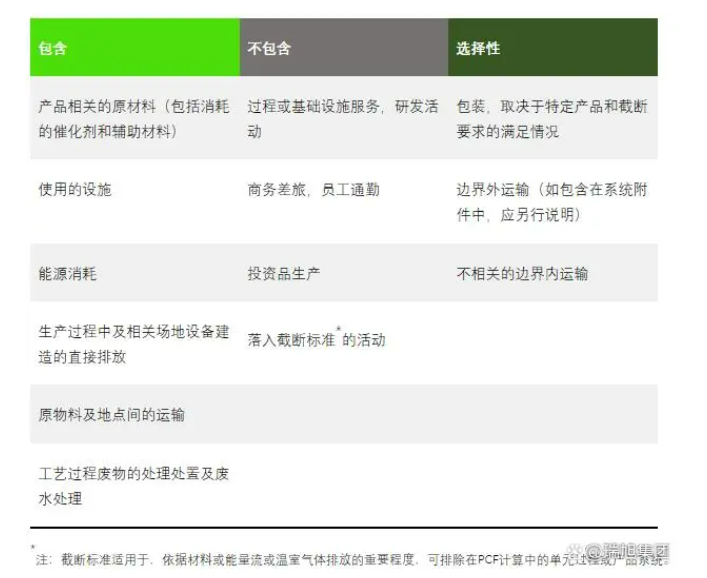 包含
不包含
选择性
产品相关的原材料（包括消耗
的催化剂和辅助材料）
过程或基础设施服务，研发活
动
包装，取决于特定产品和截断
要求的满足情况
使用的设施
商务差旅，员工通勤
边界外运输（如包含在系统附
件中，应另行说明）
能源消耗
投资品生产
不相关的边界内运输
生产过程中及相关场地设备建
造的直接排放
落入截断标准*的活动
原物料及地点间的运输
工艺过程废物的处理处置及废
水处理
*注：截断标准适用于，依据材料或能量流或温室气体排放的重要程度，可排除在PCF计算中的单元过程或产品系统。
@瑞旭集团